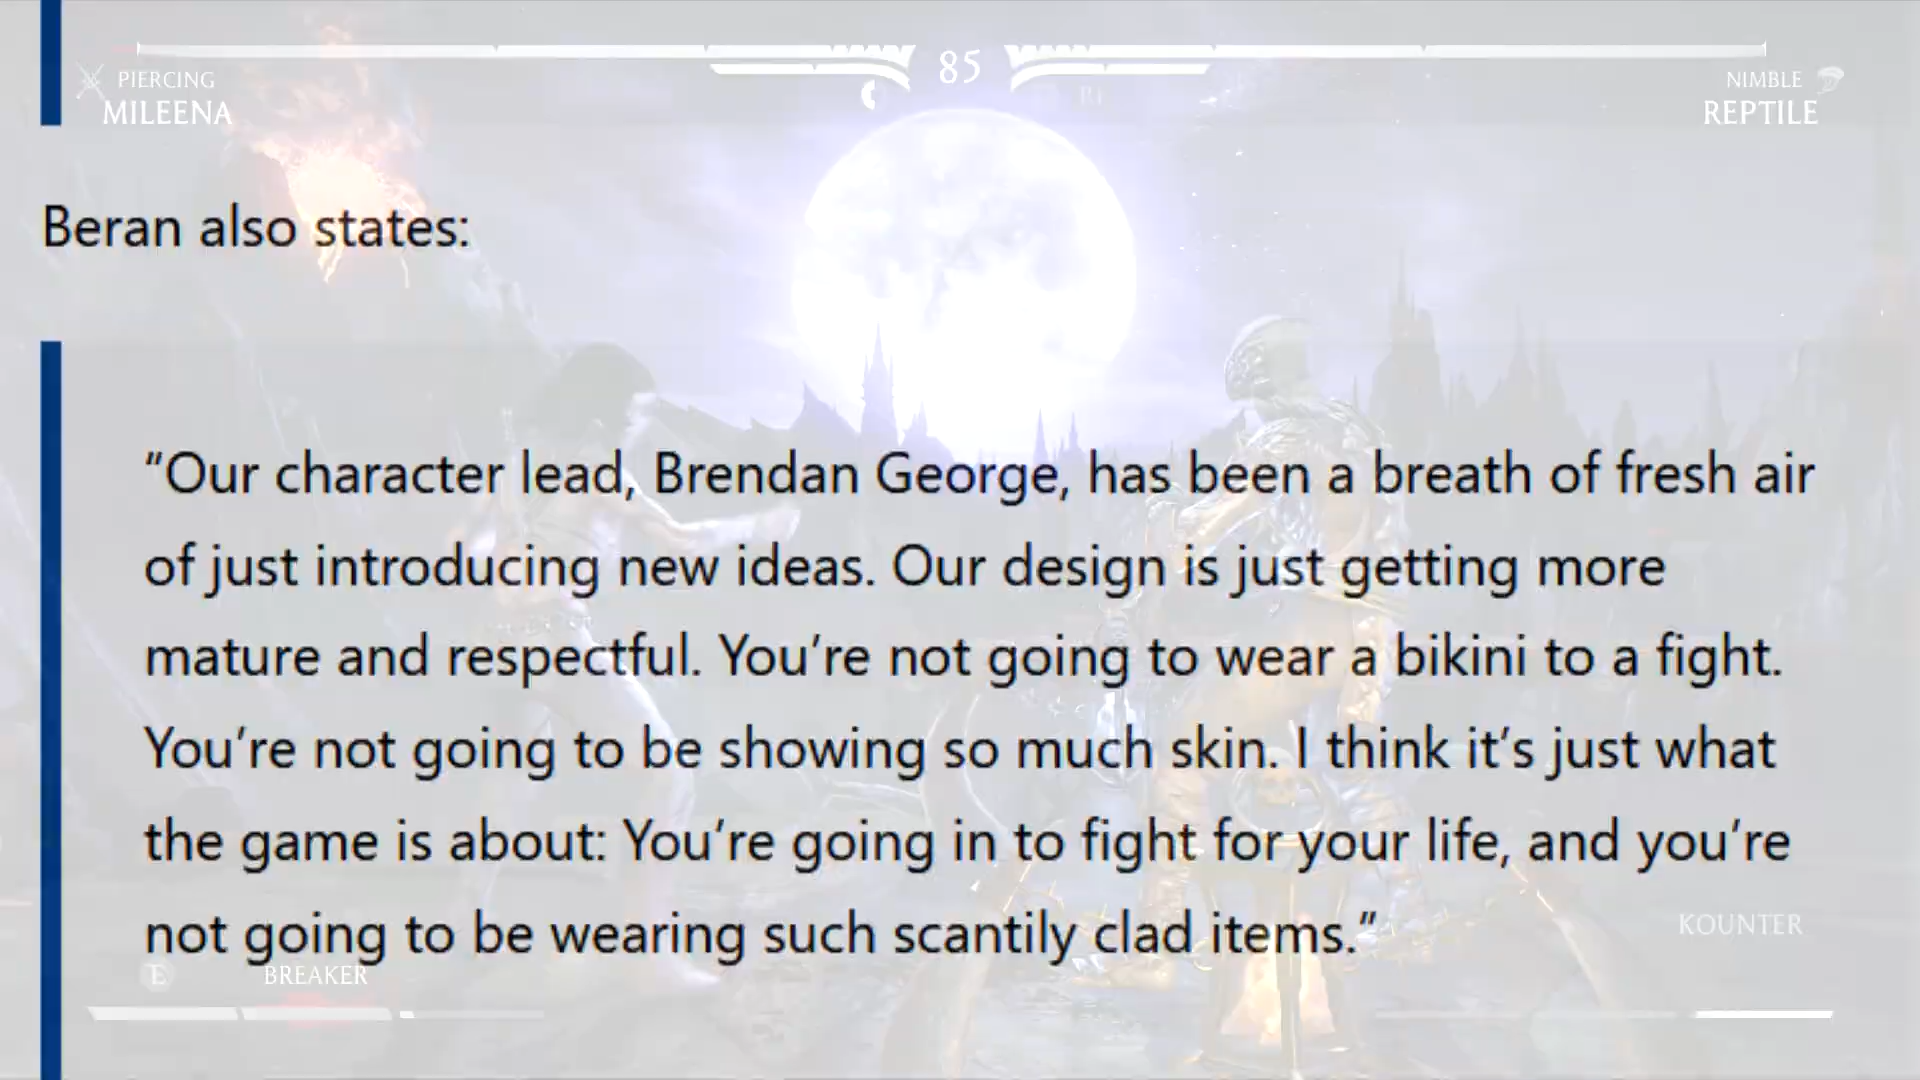 85
PIERCING
MILEENA
NIMBLE
REPTILE
Beran also states:
“Our character lead, Brendan George, has been a breath of fresh air
of just introducing new ideas. Our design is just getting more
mature and respectful. You’re not going to wear a bikini to a fight.
You’re not going to be showing so much skin. I think it’s just what
the game is about: You’re going in to fight for your life, and you’re
not going to be wearing such scantily clad items.”
KOUNTER
E BREAKER